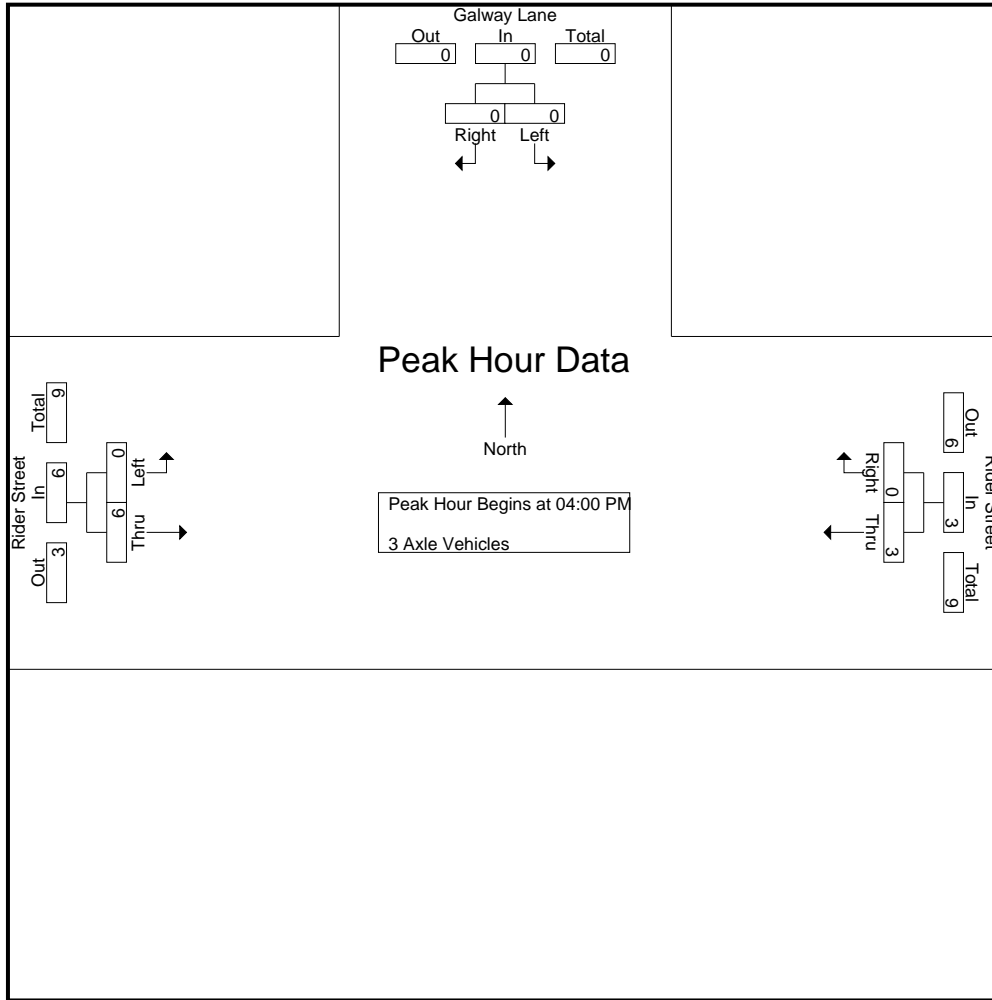 Galway Lane
Out In Total
0 0 0
0 0
Right Left
Peak Hour Data
North
Peak Hour Begins at 04:00 PM
3 Axle Vehicles
Rider Street
Total In Out
9 6 3
0 6
Left Thru
Right Thru
0 3
Out In Total
6 3 9
Rider Street